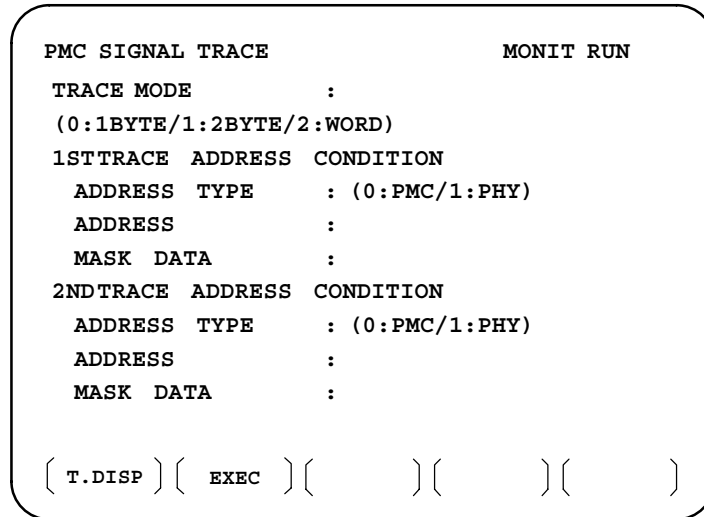 PMC SIGNAL TRACE MONIT RUN
TRACE MODE :
(0:1BYTE/1:2BYTE/2:WORD)
1STTRACE ADDRESS CONDITION
ADDRESS TYPE : (0:PMC/1:PHY)
ADDRESS :
MASK DATA :
2NDTRACE ADDRESS CONDITION
ADDRESS TYPE : (0:PMC/1:PHY)
ADDRESS :
MASK DATA :
( T.DISP ) ( EXEC ) ( ) ( ) ( )